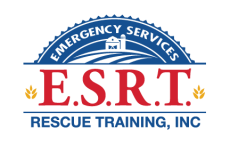 EMERGENCY SERVICES
E.S.R.T.
RESCUE TRAINING, INC